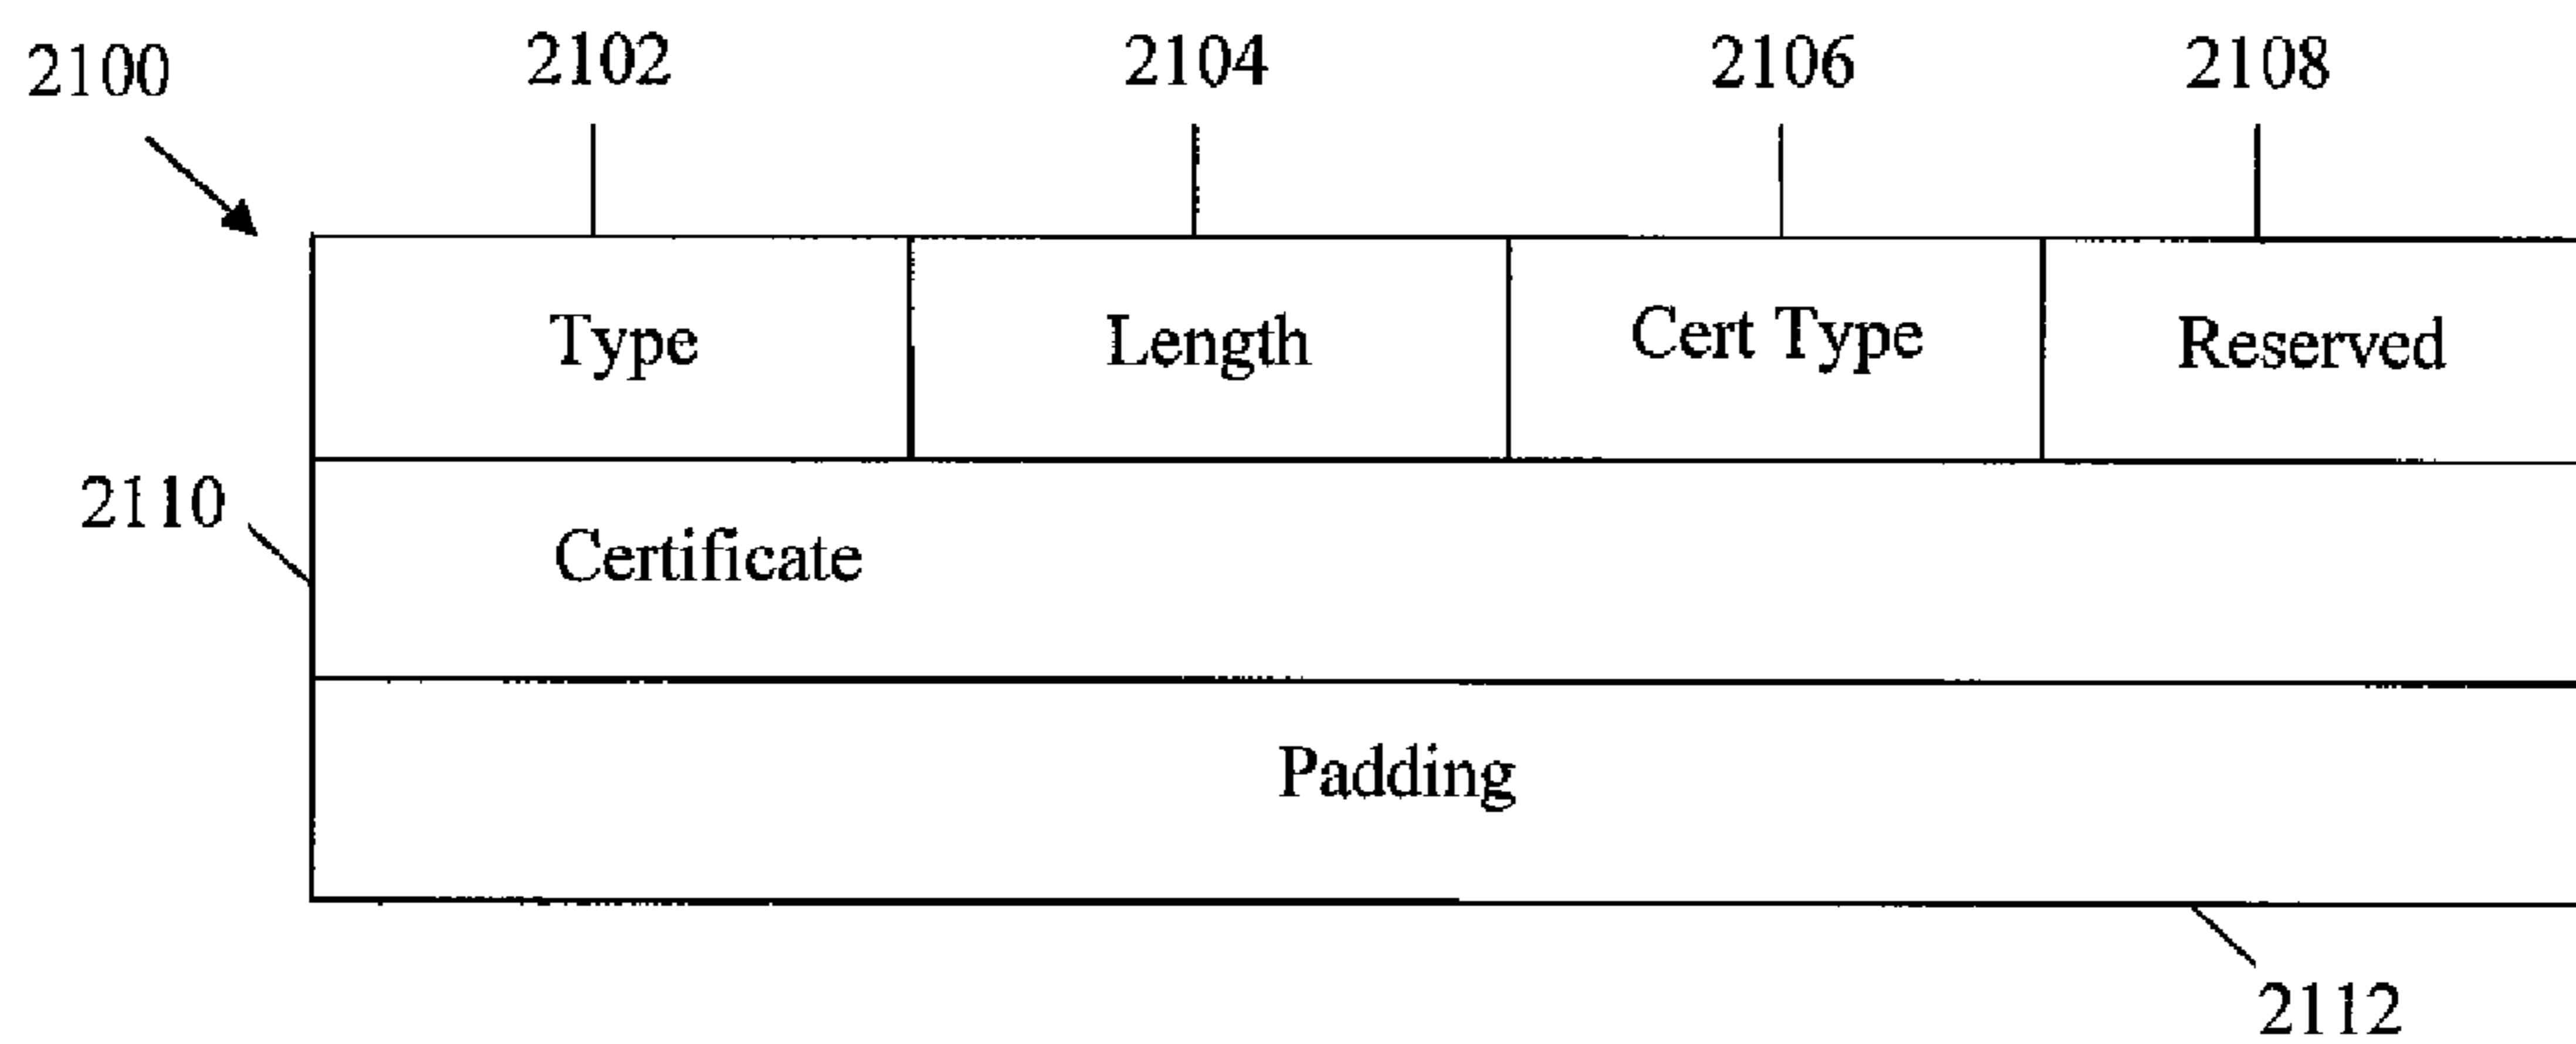 2100 2102 2104 2106 2108
Type Length Cert Type Reserved
2110
Certificate
Padding
2112